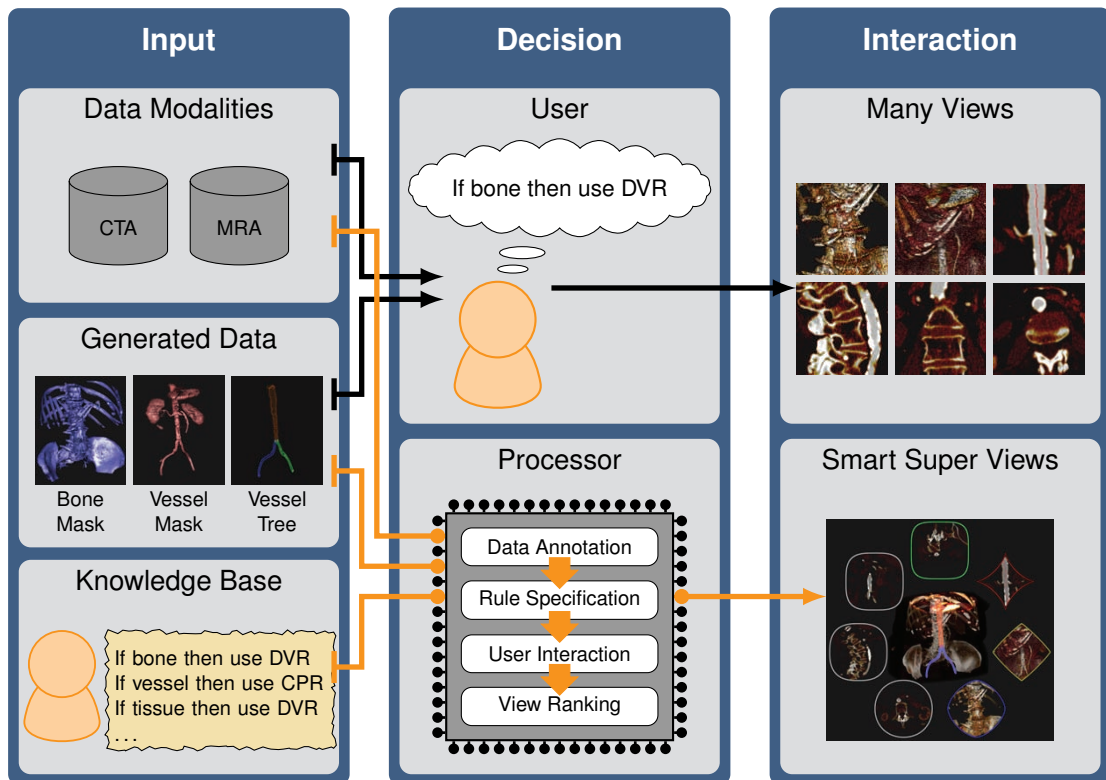 Input
Data Modalities
CTA
MRA
Generated Data
Bone
Mask
Vessel
Mask
Vessel
Tree
Knowledge Base
If bone then use DVR
If vessel then use CPR
If tissue then use DVR
. . .
Decision
User
If bone then use DVR
Processor
Data Annotation
Rule Specification
User Interaction
View Ranking
Interaction
Many Views
Smart Super Views